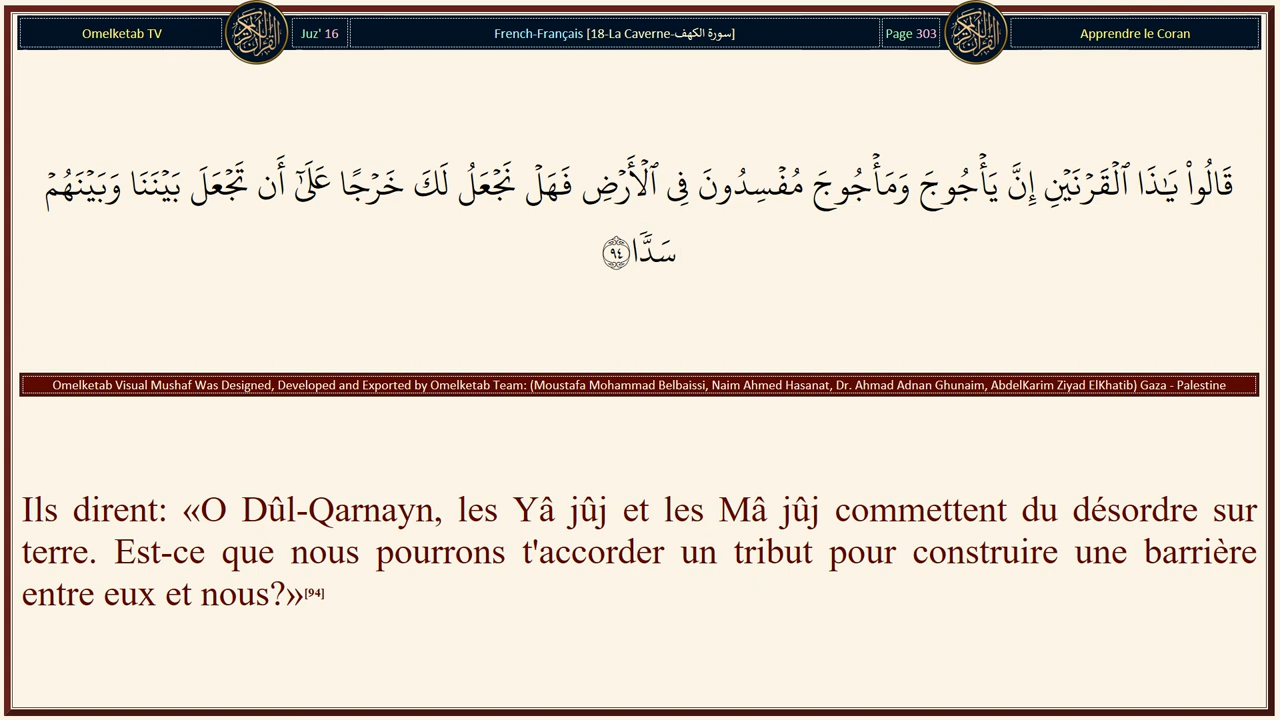 Omelketab TV
Juz' 16
French-Français [18-La Caverne-سورة الكهف]
Page 303
Apprendre le Coran
قَالُوا۟ يَـٰذَا ٱلْقَرْنَيْنِ إِنَّ يَأْجُوجَ وَمَأْجُوجَ مُفْسِدُونَ فِى ٱلْأَرْضِ فَهَلْ نَجْعَلُ لَكَ خَرْجًا عَلَىٰٓ أَن تَجْعَلَ بَيْنَنَا وَبَيْنَهُمْ
سَدًّا ٩٤
Omelketab Visual Mushaf Was Designed, Developed and Exported by Omelketab Team: (Moustafa Mohammad Belbaissi, Naim Ahmed Hasanat, Dr. Ahmad Adnan Ghunaim, AbdelKarim Ziyad ElKhatib) Gaza - Palestine
Ils dirent: «O Dûl-Qarnayn, les Yâ jûj et les Mâ jûj commettent du désordre sur
terre. Est-ce que nous pourrons t'accorder un tribut pour construire une barrière
entre eux et nous?»[94]